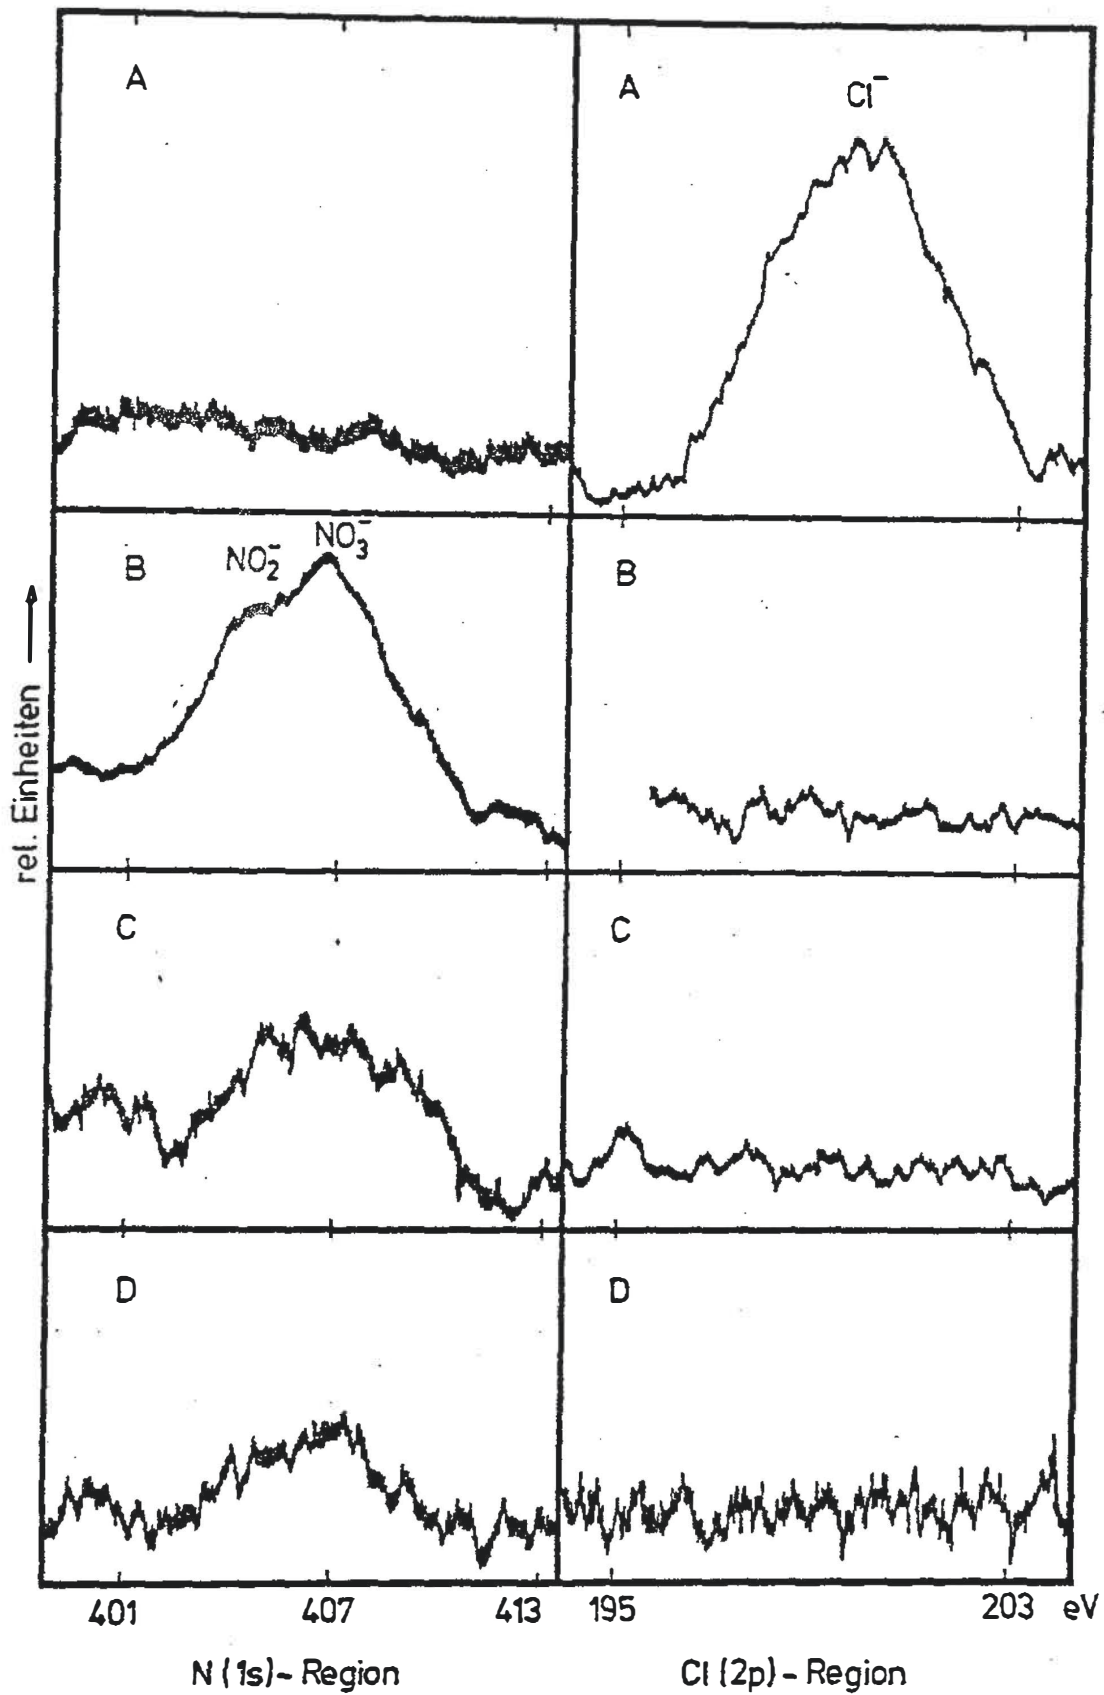 A
A
Cl⁻
B
NO₂⁻
NO₃⁻
B
rel. Einheiten →
C
C
D
D
401
407
413
195
203 eV
N (1s) - Region
Cl (2p) - Region